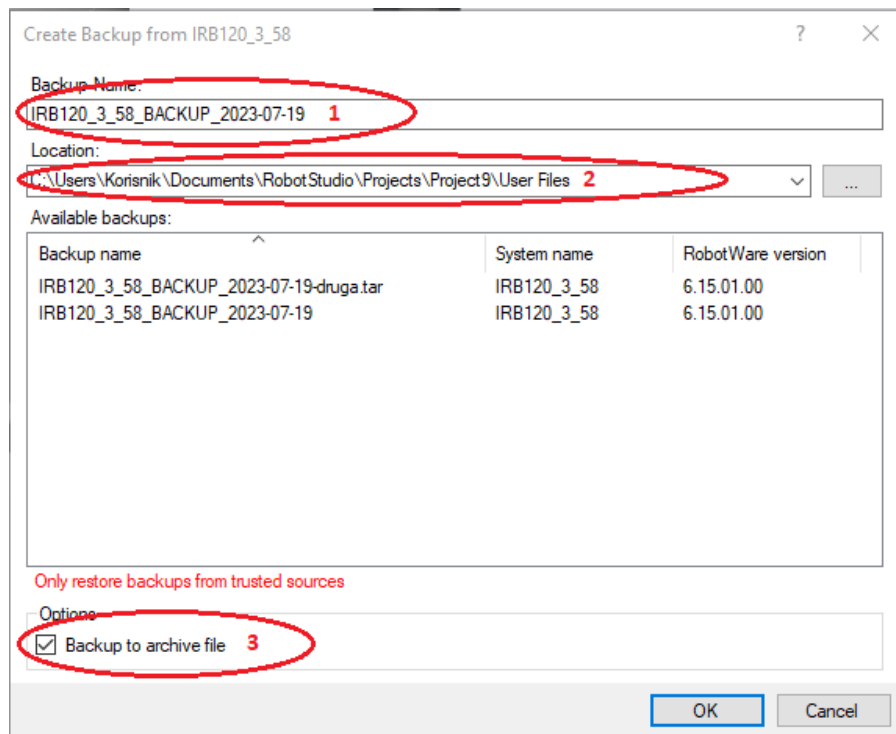 Create Backup from IRB120_3_58
Backup Name:
IRB120_3_58_BACKUP_2023-07-19 1
Location:
C:\Users\Korisnik\Documents\RobotStudio\Projects\Project9\User Files 2
...
Available backups:
Backup name System name RobotWare version
IRB120_3_58_BACKUP_2023-07-19-druga.tar IRB120_3_58 6.15.01.00
IRB120_3_58_BACKUP_2023-07-19 IRB120_3_58 6.15.01.00
Only restore backups from trusted sources
Options
Backup to archive file 3
OK Cancel